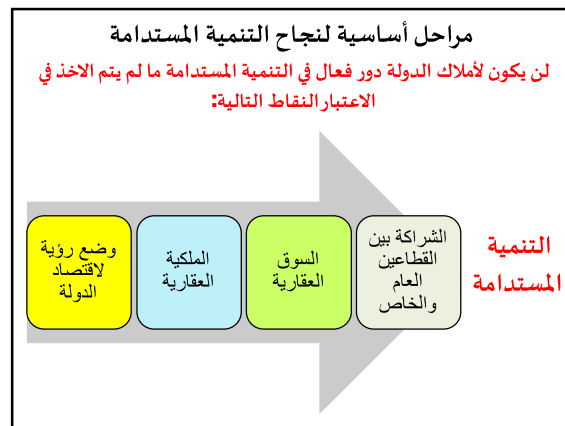 مراحل أساسية لنجاح التنمية المستدامة
لن يكون لأملاك الدولة دور فعال في التنمية المستدامة ما لم يتم الاخذ في
الاعتبار النقاط التالية:
وضع رؤية
لاقتصاد
الدولة
الملكية
العقارية
السوق
العقارية
الشراكة بين
القطاعين
العام
والخاص
التنمية
المستدامة